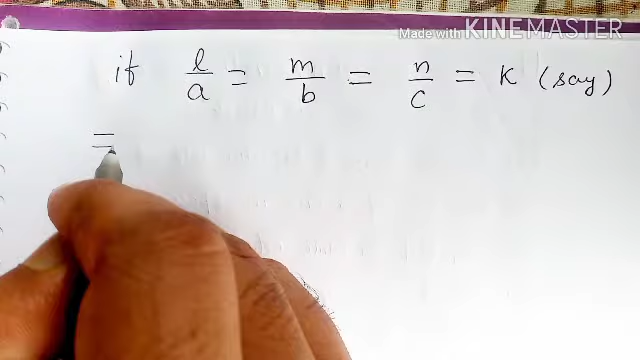 Made with KINEMASTER
if l/a = m/b = n/c = K (say)
=